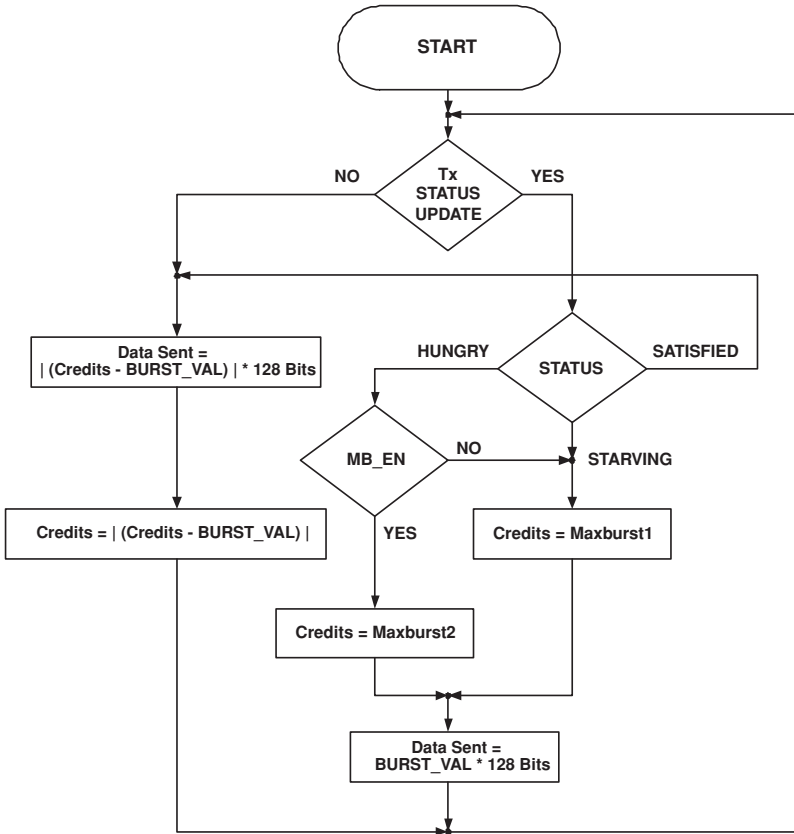 START
Tx
STATUS
UPDATE
NO
YES
HUNGRY
STATUS
SATISFIED
Data Sent =
| (Credits - BURST_VAL) | * 128 Bits
MB_EN
NO
STARVING
Credits = | (Credits - BURST_VAL) |
YES
Credits = Maxburst1
Credits = Maxburst2
Data Sent =
BURST_VAL * 128 Bits